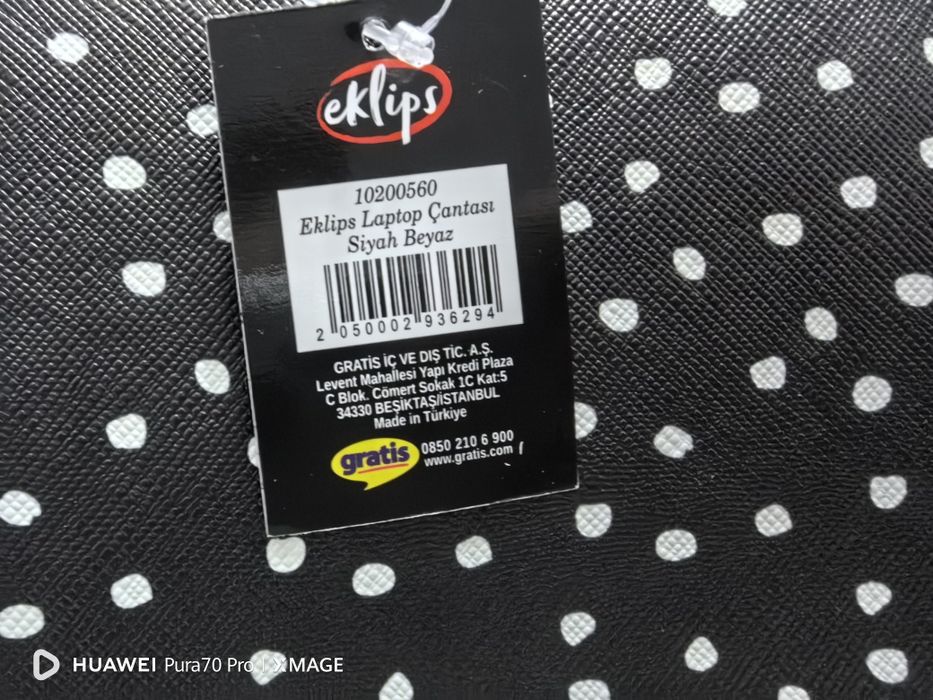 eklips
10200560
Eklips Laptop Çantası
Siyah Beyaz
2 050002 936294
GRATİS İÇ VE DIŞ TİC. A.Ş.
Levent Mahallesi Yapı Kredi Plaza
C Blok. Cömert Sokak 1C Kat:5
34330 BEŞİKTAŞ/İSTANBUL
Made in Türkiye
gratis
0850 210 6 900
www.gratis.com f
HUAWEI Pura70 Pro | XMAGE